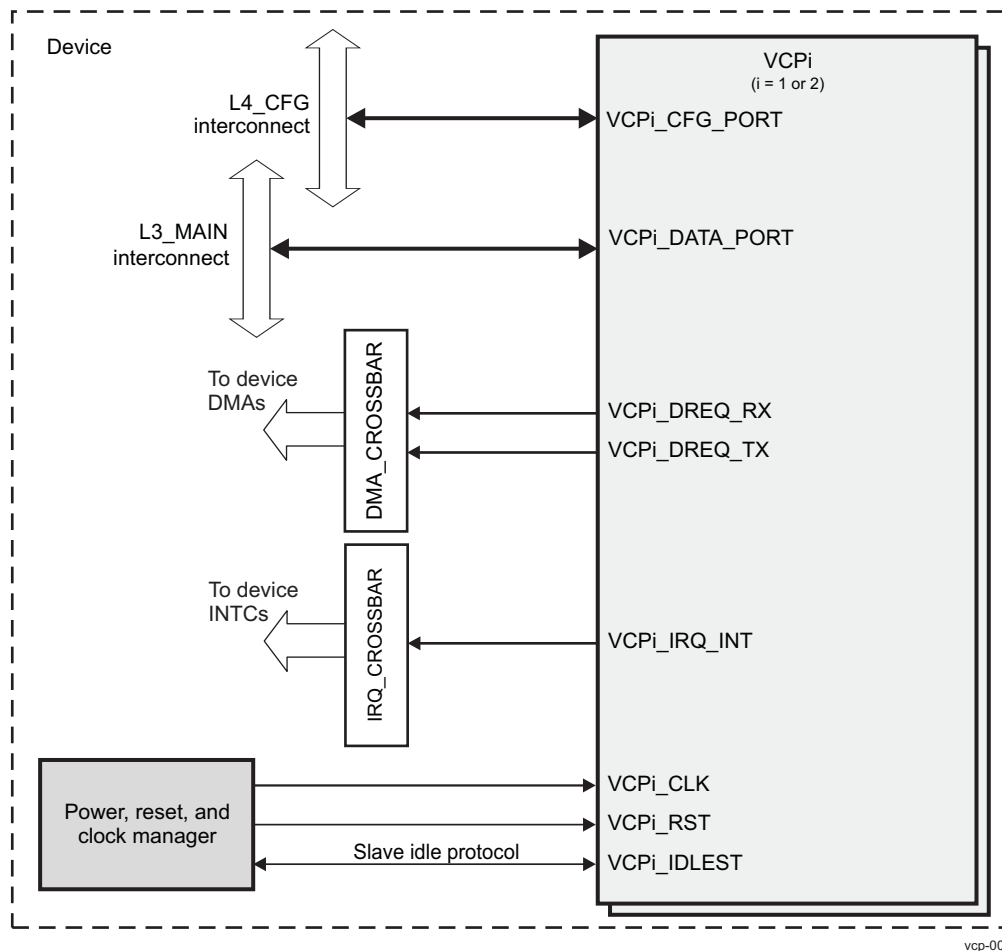 Device
VCPi
(i = 1 or 2)
L4_CFG
interconnect
VCPi_CFG_PORT
L3_MAIN
interconnect
VCPi_DATA_PORT
To device
DMAs
DMA_CROSSBAR
VCPi_DREQ_RX
VCPi_DREQ_TX
To device
INTCs
IRQ_CROSSBAR
VCPi_IRQ_INT
Power, reset, and
clock manager
VCPi_CLK
VCPi_RST
Slave idle protocol
VCPi_IDLEST